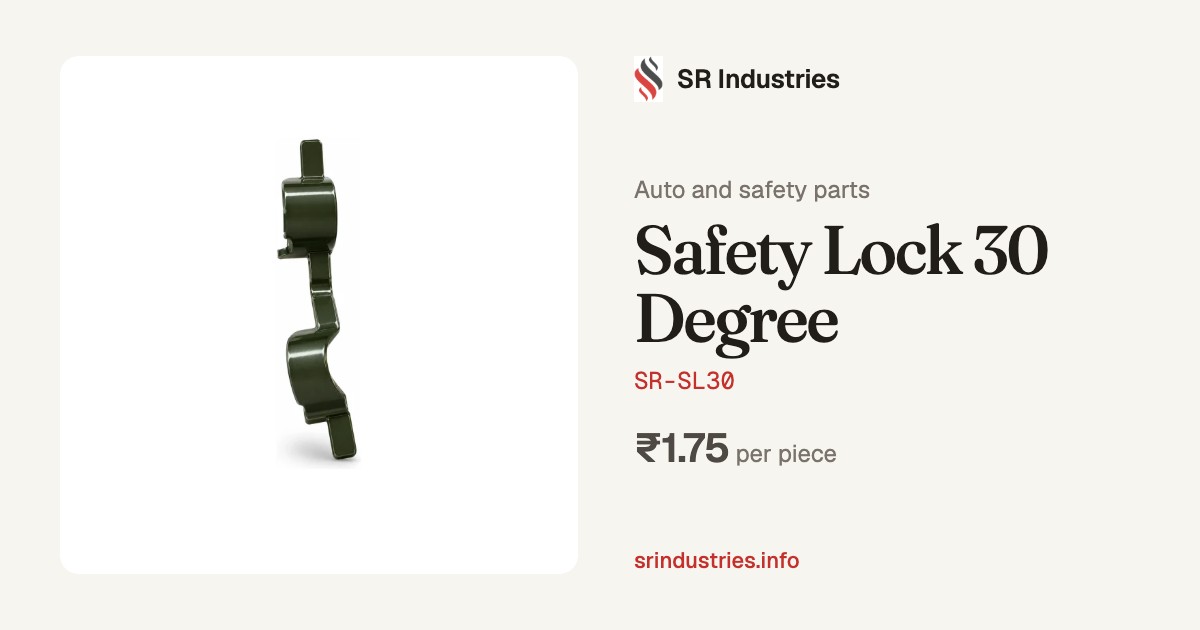 SR Industries
Auto and safety parts
Safety Lock 30
Degree
SR-SL30
₹1.75 per piece
srindustries.info